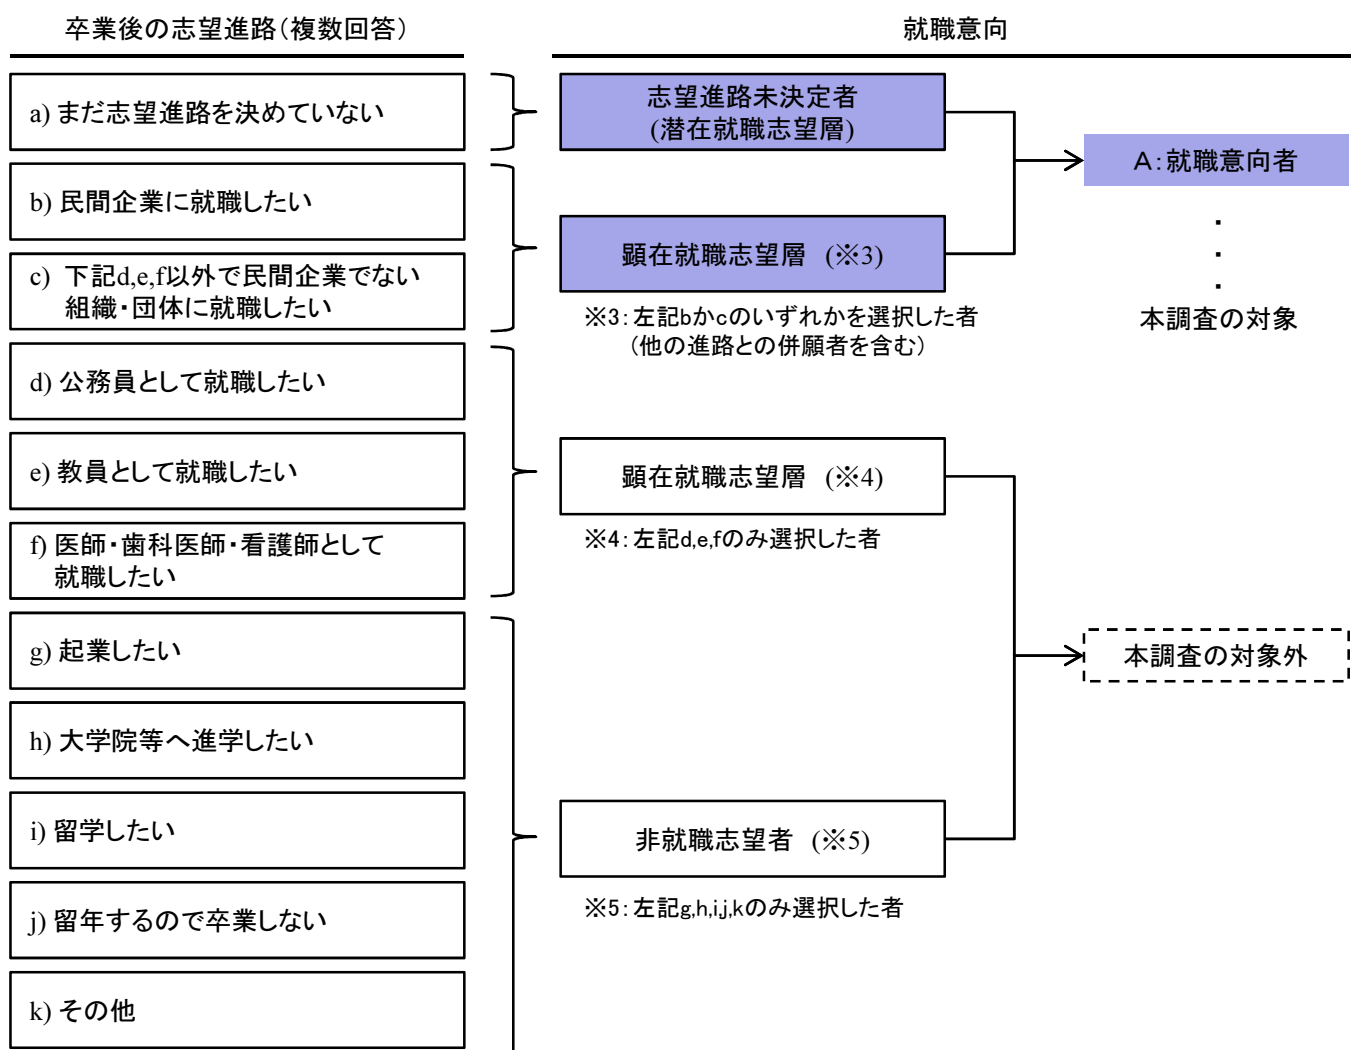 卒業後の志望進路(複数回答)
a) まだ志望進路を決めていない
b) 民間企業に就職したい
c) 下記d,e,f以外で民間企業でない
組織・団体に就職したい
d) 公務員として就職したい
e) 教員として就職したい
f) 医師・歯科医師・看護師として
就職したい
g) 起業したい
h) 大学院等へ進学したい
i) 留学したい
j) 留年するので卒業しない
k) その他
就職意向
志望進路未決定者
(潜在就職志望層)
顕在就職志望層 (※3)
※3:左記bかcのいずれかを選択した者
(他の進路との併願者を含む)
顕在就職志望層 (※4)
※4:左記d,e,fのみ選択した者
非就職志望者 (※5)
※5:左記g,h,i,j,kのみ選択した者
A:就職意向者
・
・
・
本調査の対象
本調査の対象外